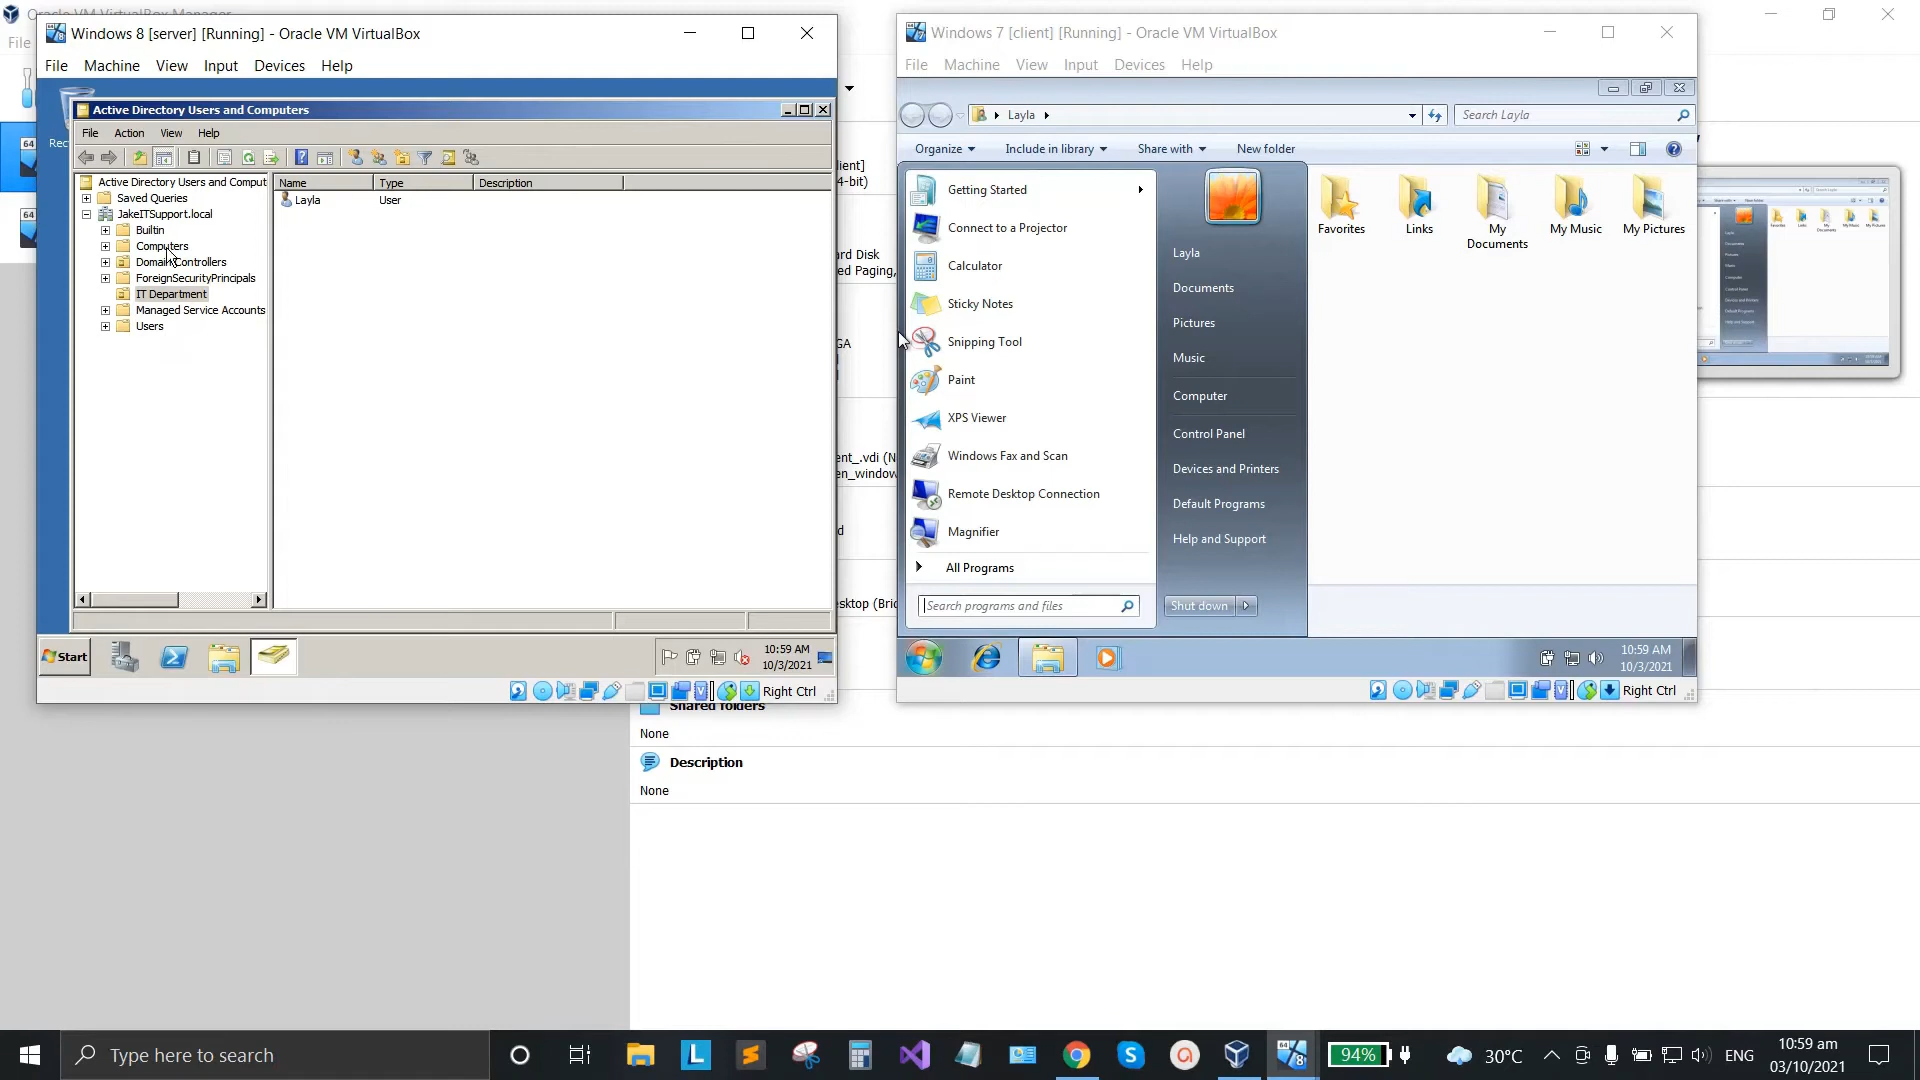 Oracle VM VirtualBox Manager
File
Windows 8 [server] [Running] - Oracle VM VirtualBox
File Machine View Input Devices Help
Rec
Active Directory Users and Computers
File Action View Help
Active Directory Users and Comput
Saved Queries
JakeITSupport.local
Builtin
Computers
Domain Controllers
ForeignSecurityPrincipals
IT Department
Managed Service Accounts
Users
Name Type Description
Layla User
Start
10:59 AM
10/3/2021
Right Ctrl
lient]
4-bit)
ard Disk
ed Paging,
GA
ent_.vdi (N
en_window
d
sktop (Bric
Windows 7 [client] [Running] - Oracle VM VirtualBox
File Machine View Input Devices Help
Layla
Search Layla
Organize Include in library Share with New folder
Getting Started
Connect to a Projector
Calculator
Sticky Notes
Snipping Tool
Paint
XPS Viewer
Windows Fax and Scan
Remote Desktop Connection
Magnifier
All Programs
Search programs and files
Layla
Documents
Pictures
Music
Computer
Control Panel
Devices and Printers
Default Programs
Help and Support
Shut down
Favorites
Links
My Documents
My Music
My Pictures
10:59 AM
10/3/2021
Right Ctrl
Shared folders
None
Description
None
Type here to search
94%
30°C
ENG
10:59 am
03/10/2021